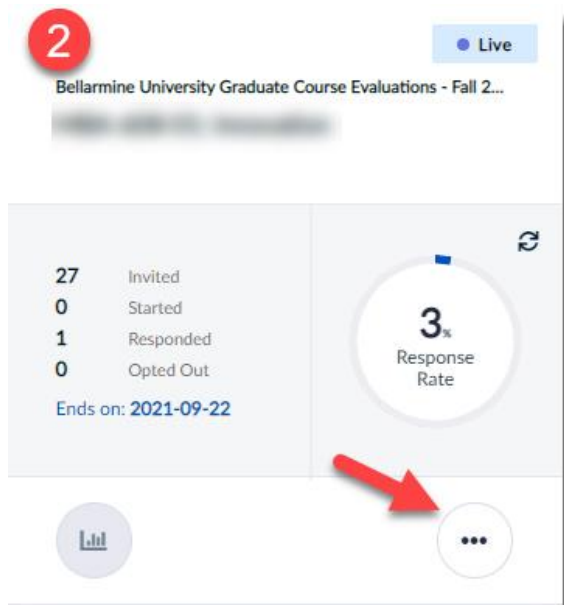 2
Live
Bellarmine University Graduate Course Evaluations - Fall 2...
27 Invited
0 Started
1 Responded
0 Opted Out
Ends on: 2021-09-22
3%
Response
Rate